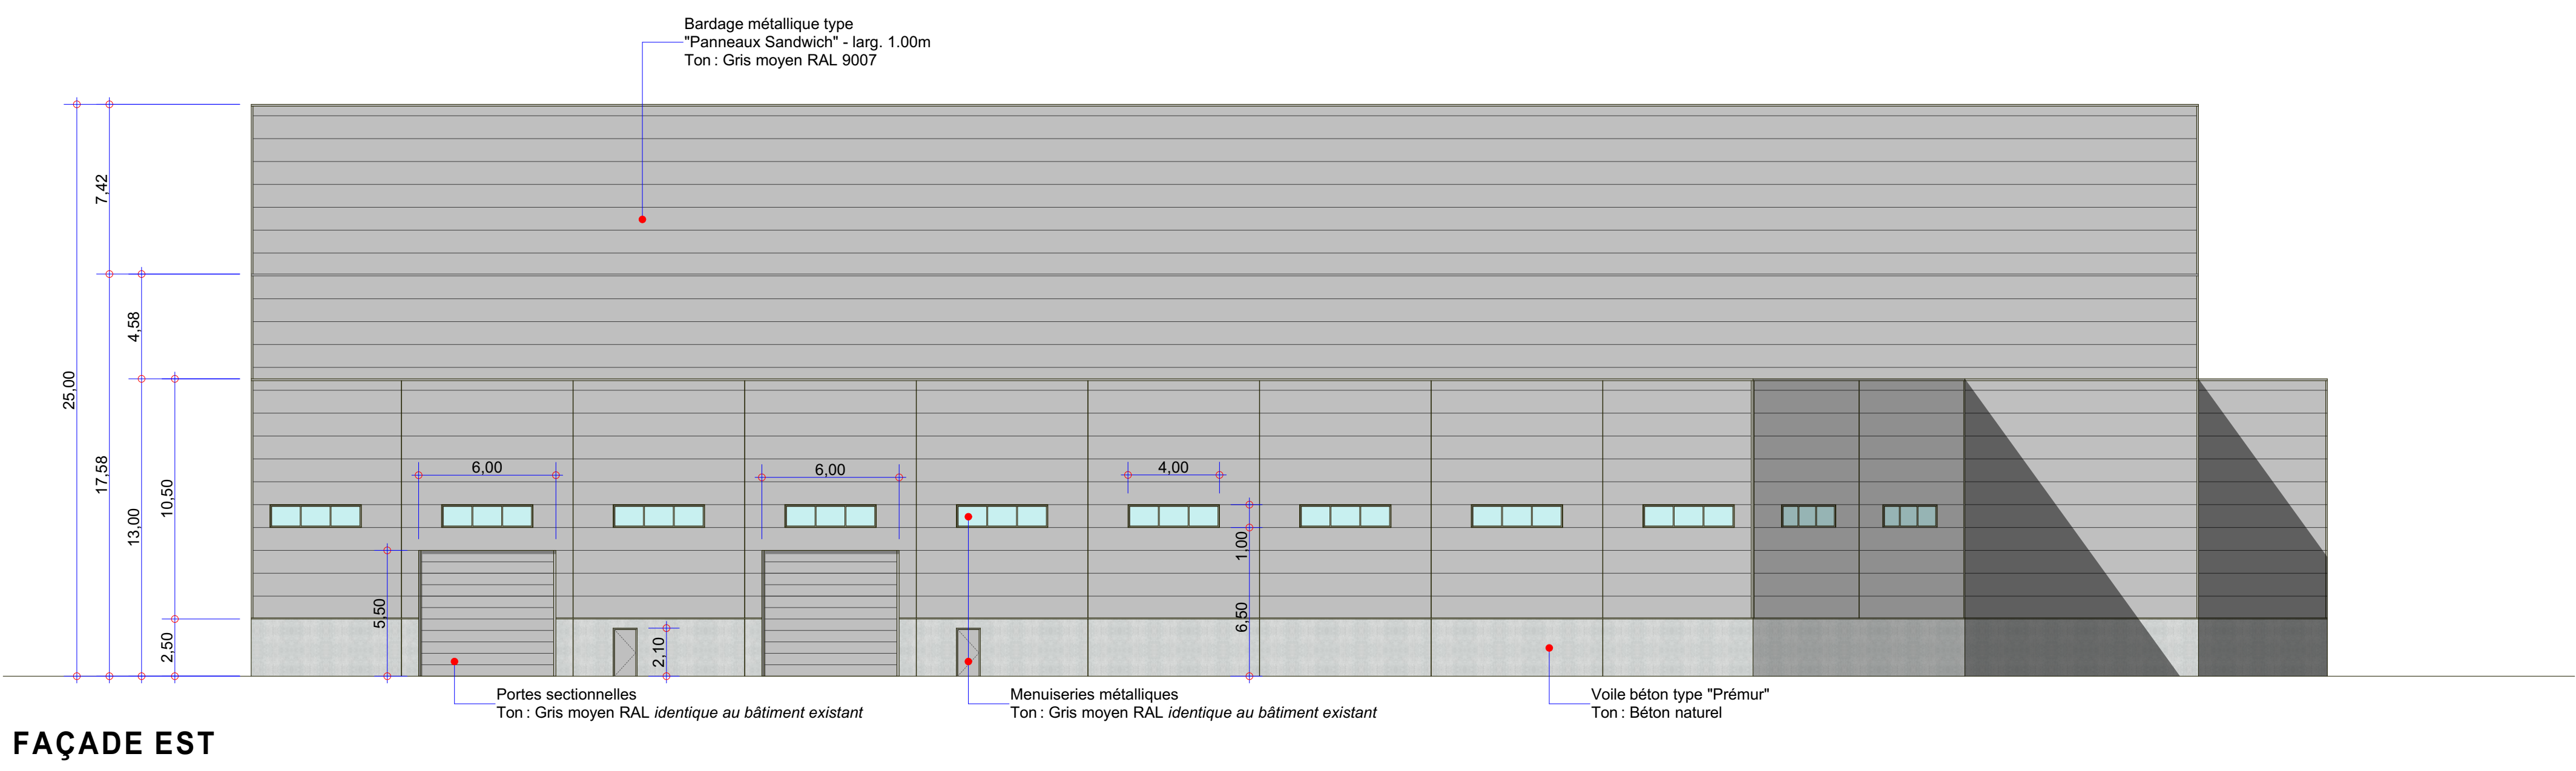 Bardage métallique type
"Panneaux Sandwich" - larg. 1.00m
Ton : Gris moyen RAL 9007
7,42
4,58
25,00
17,58
13,00
10,50
2,50
6,00
6,00
4,00
5,50
2,10
1,00
6,50
Portes sectionnelles
Ton : Gris moyen RAL identique au bâtiment existant
Menuiseries métalliques
Ton : Gris moyen RAL identique au bâtiment existant
Voile béton type "Prémur"
Ton : Béton naturel
FAÇADE EST